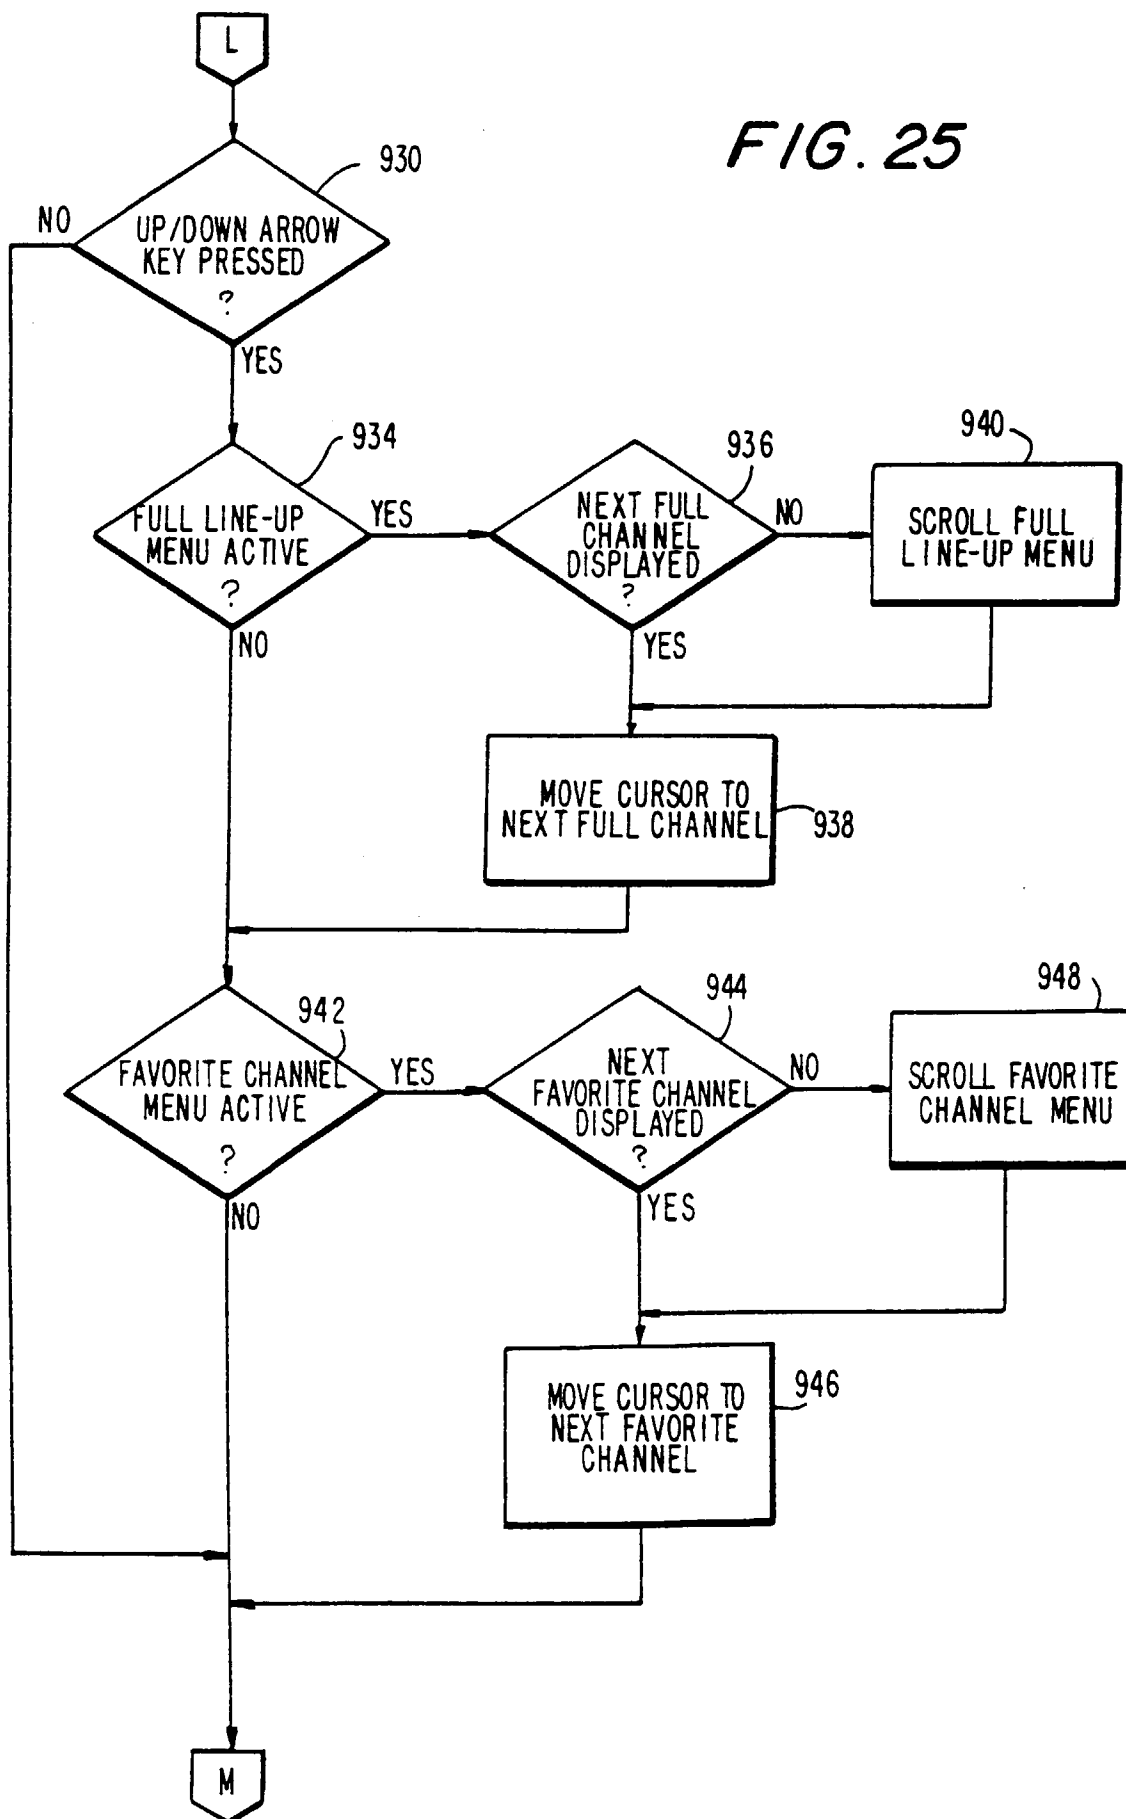 L
FIG. 25
930
NO
UP/DOWN ARROW
KEY PRESSED
?
YES
934
FULL LINE-UP
MENU ACTIVE
?
YES
NO
936
NEXT FULL
CHANNEL
DISPLAYED
?
NO
YES
940
SCROLL FULL
LINE-UP MENU
MOVE CURSOR TO
NEXT FULL CHANNEL
938
942
FAVORITE CHANNEL
MENU ACTIVE
?
YES
NO
944
NEXT
FAVORITE CHANNEL
DISPLAYED
?
NO
YES
948
SCROLL FAVORITE
CHANNEL MENU
MOVE CURSOR TO
NEXT FAVORITE
CHANNEL
946
M